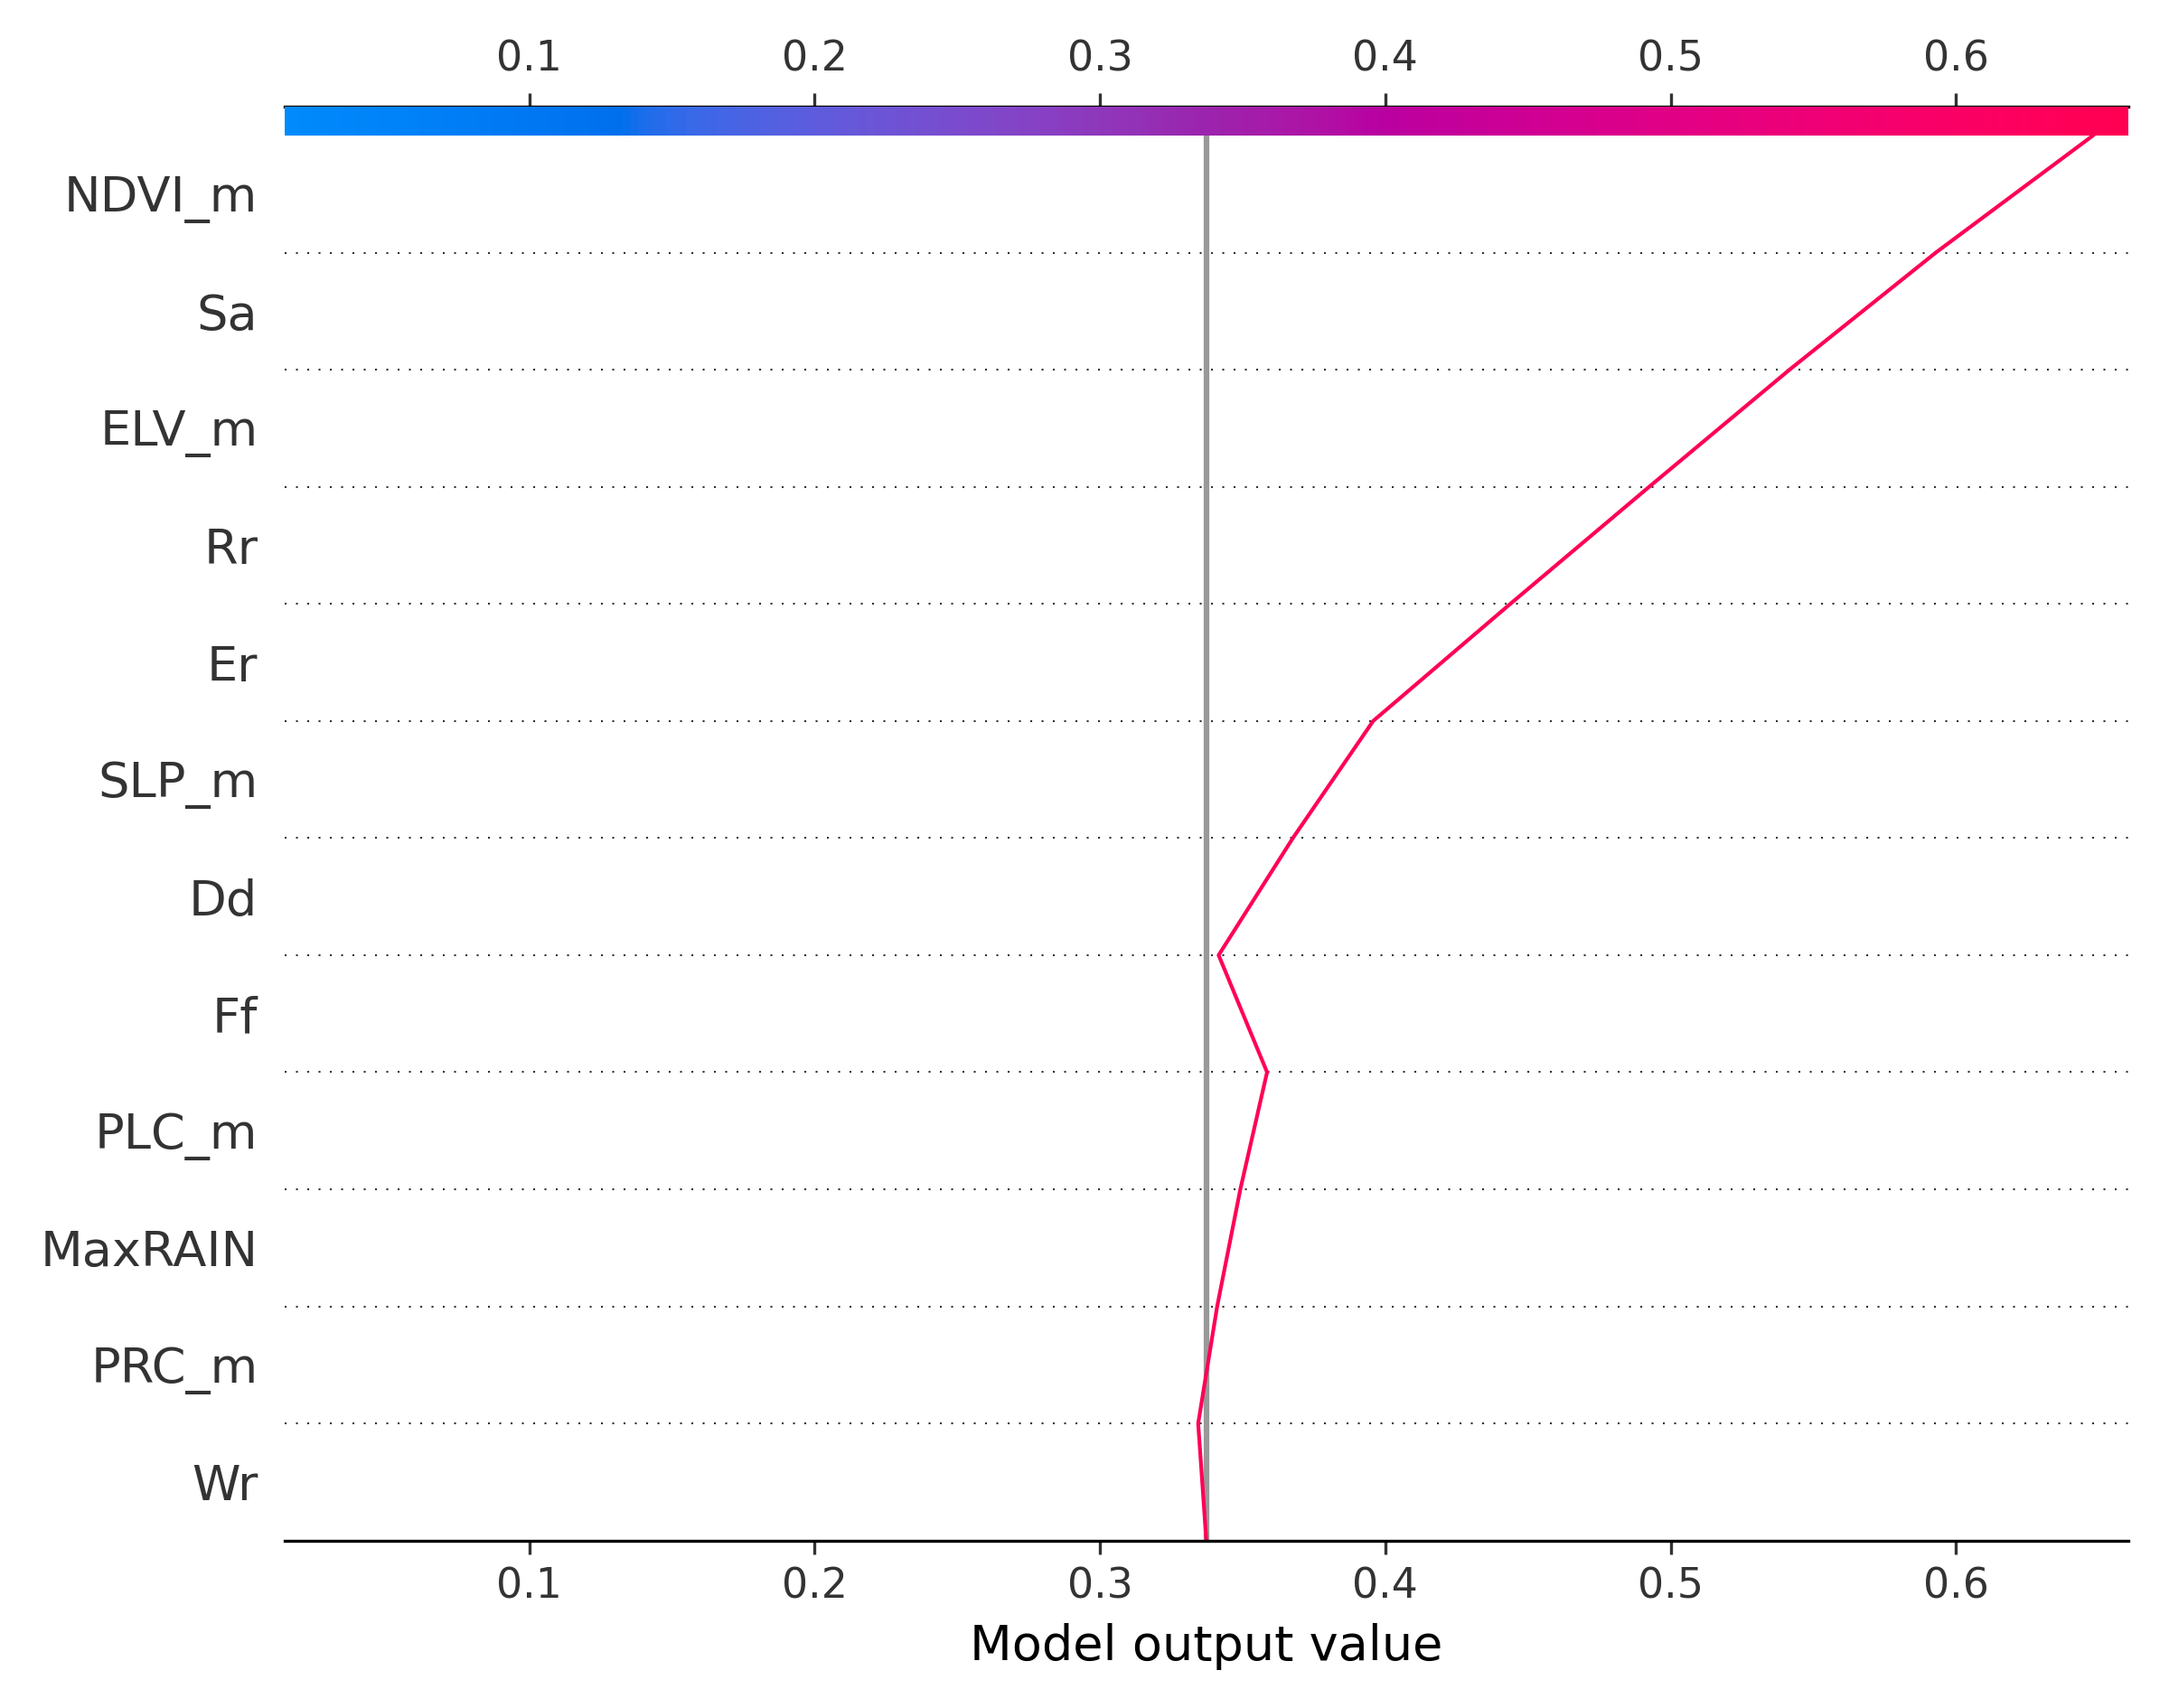 0.1 0.2 0.3 0.4 0.5 0.6
NDVI_m
Sa
ELV_m
Rr
Er
SLP_m
Dd
Ff
PLC_m
MaxRAIN
PRC_m
Wr
0.1 0.2 0.3 0.4 0.5 0.6
Model output value